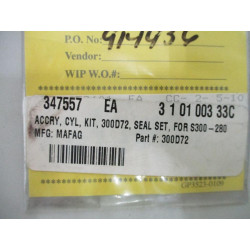 P.O. No:
Vendor:
WIP W.O.#:
347557 EA 3 1 01 003 33C
ACCRY, CYL, KIT, 300D72, SEAL SET, FOR S300-280
MFG: MAFAG Part #: 300D72